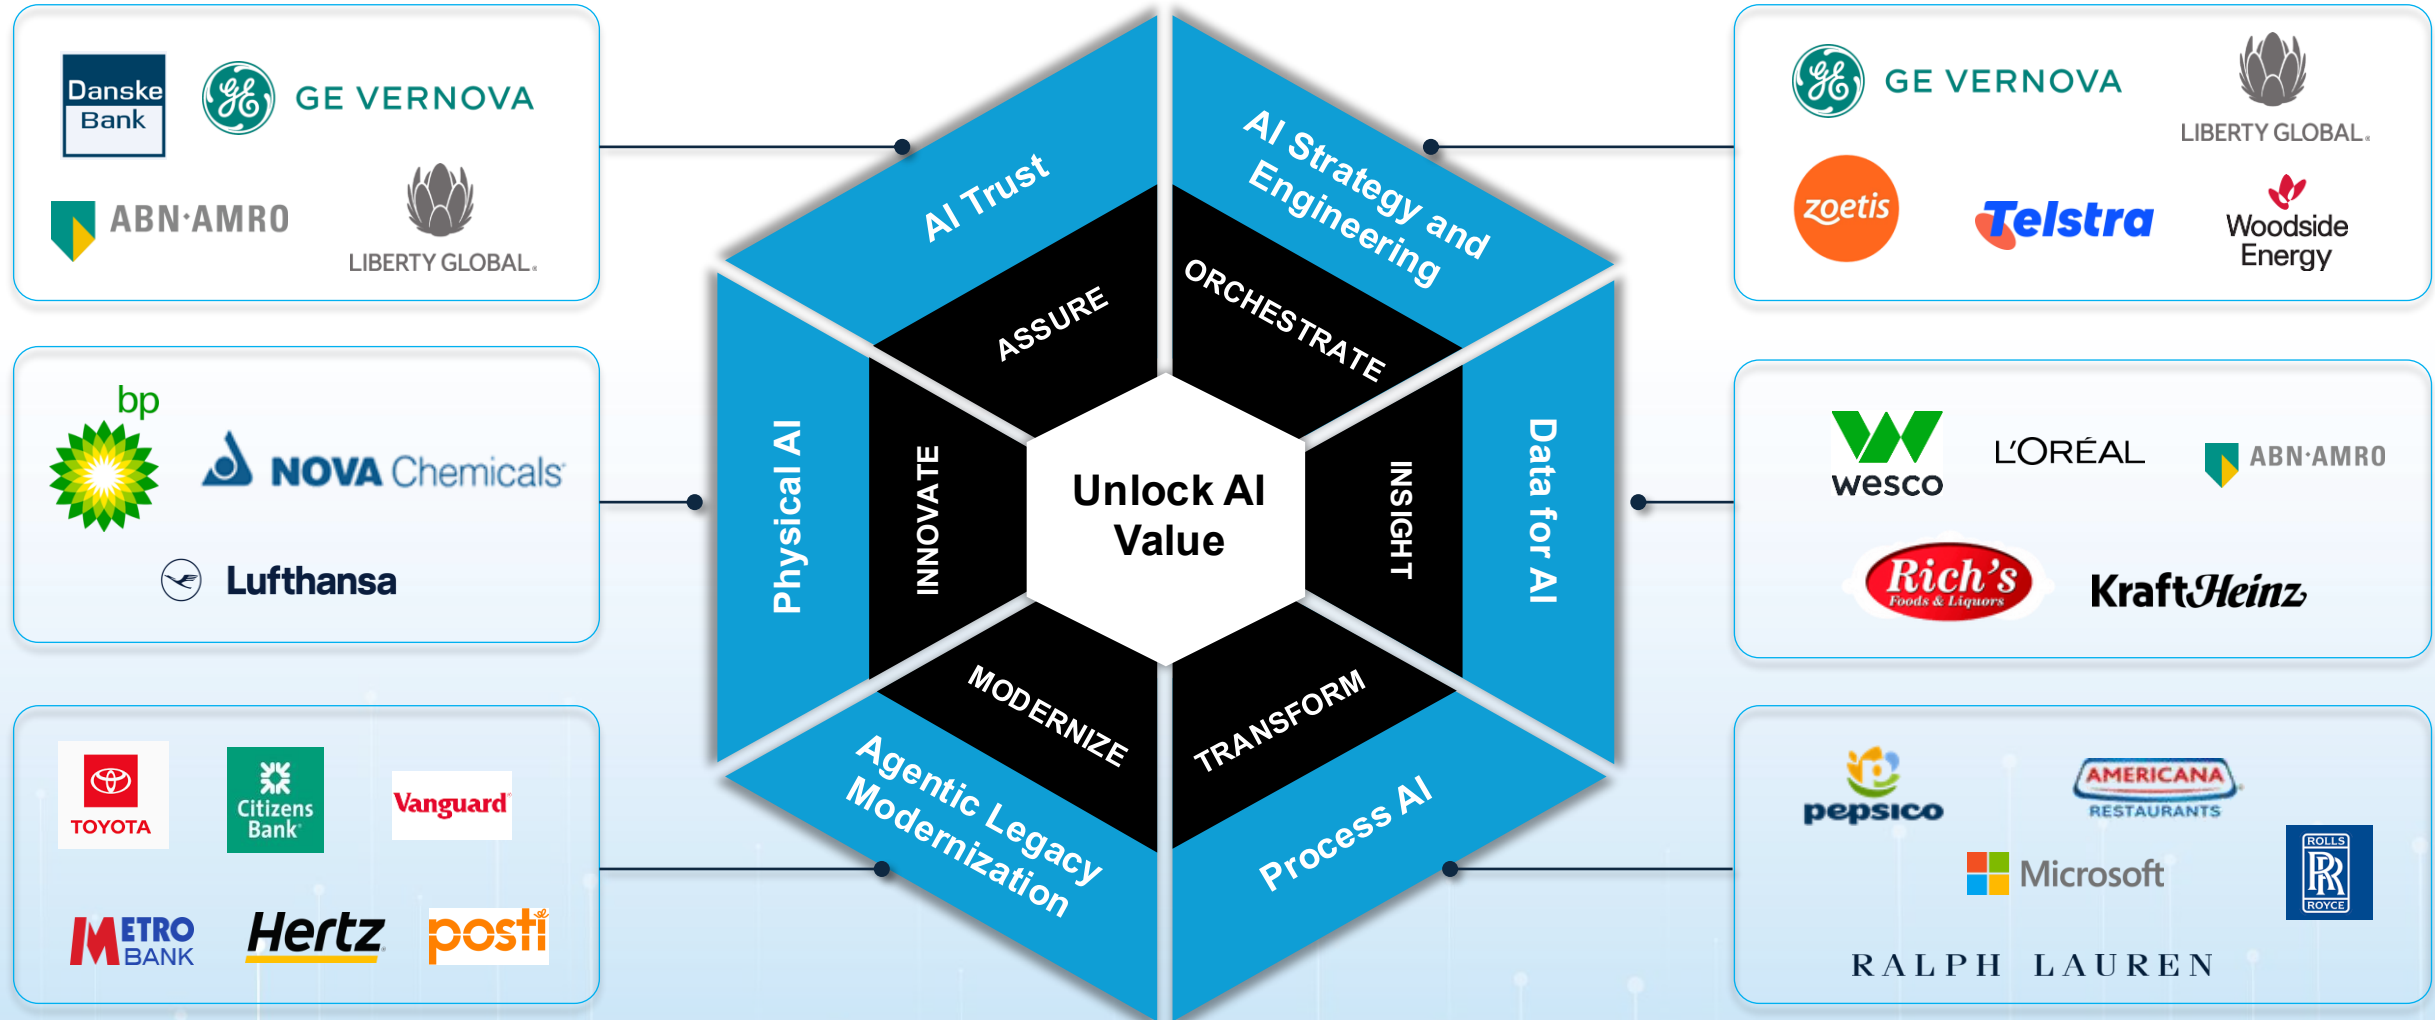 Danske
Bank
GE VERNOVA
ABN·AMRO
LIBERTY GLOBAL
bp
NOVA Chemicals
Lufthansa
TOYOTA
Citizens
Bank
Vanguard
METRO
BANK
Hertz
posti
AI Trust
ASSURE
AI Strategy and
Engineering
ORCHESTRATE
Physical AI
INNOVATE
Unlock AI
Value
INSIGHT
Data for AI
MODERNIZE
Agentic Legacy
Modernization
TRANSFORM
Process AI
GE VERNOVA
LIBERTY GLOBAL
zoetis
Telstra
Woodside
Energy
wesco
L'ORÉAL
ABN·AMRO
Rich's
Foods & Liquors
KraftHeinz
pepsico
AMERICANA
RESTAURANTS
Microsoft
ROLLS
RR
ROYCE
RALPH LAUREN